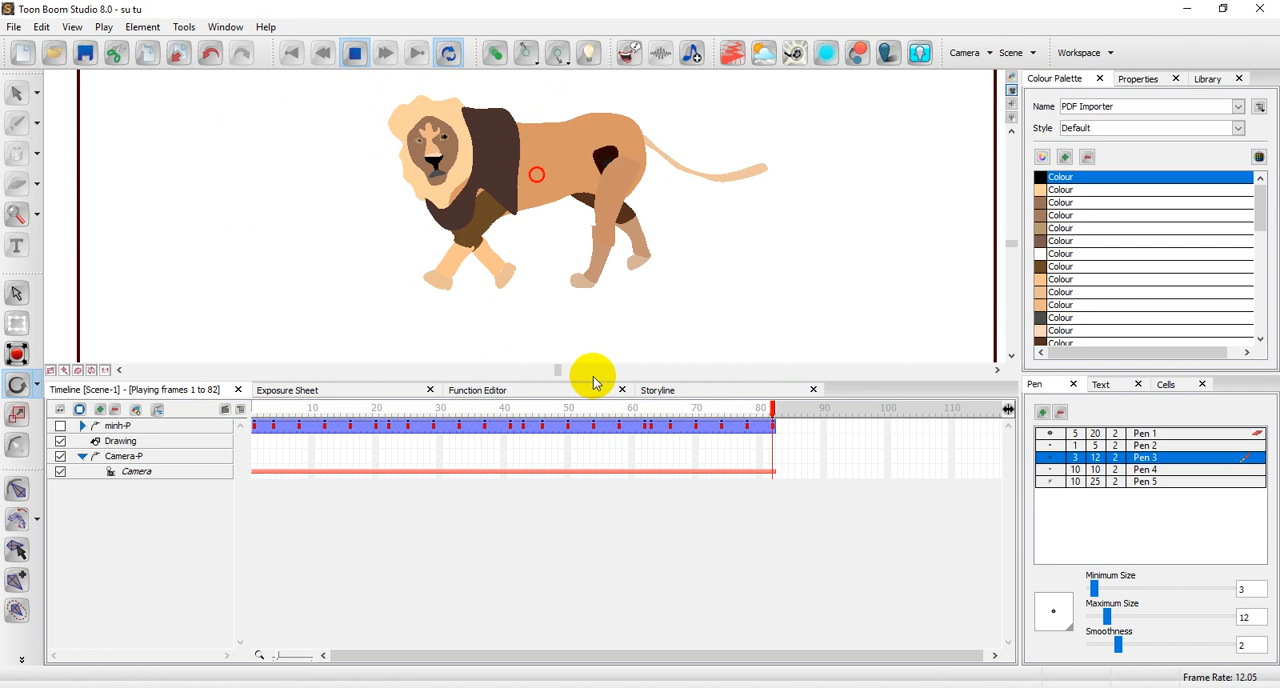 Toon Boom Studio 8.0 - su tu
File Edit View Play Element Tools Window Help
Camera Scene Workspace
Colour Palette Properties Library
Name PDF Importer
Style Default
Colour
Colour
Colour
Colour
Colour
Colour
Colour
Colour
Colour
Colour
Colour
Colour
Colour
Colour
Timeline [Scene-1] - [Playing frames 1 to 82] Exposure Sheet Function Editor Storyline
10 20 30 40 50 60 70 80 90 100 110
minh-P
Drawing
Camera-P
Camera
Pen Text Cells
5 20 2 Pen 1
1 5 2 Pen 2
3 12 2 Pen 3
10 10 2 Pen 4
10 25 2 Pen 5
Minimum Size
3
Maximum Size
12
Smoothness
2
Frame Rate: 12.05